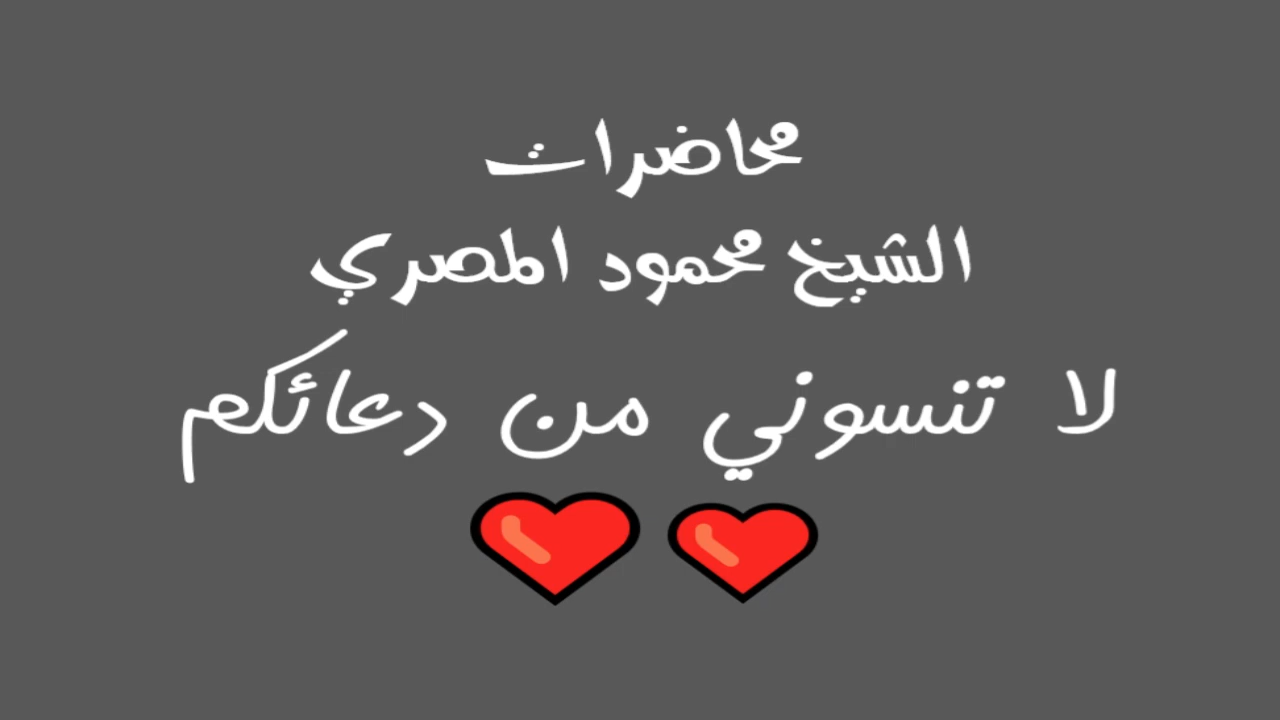 محاضرات
الشيخ محمود المصري
لا تنسوني من دعائكم